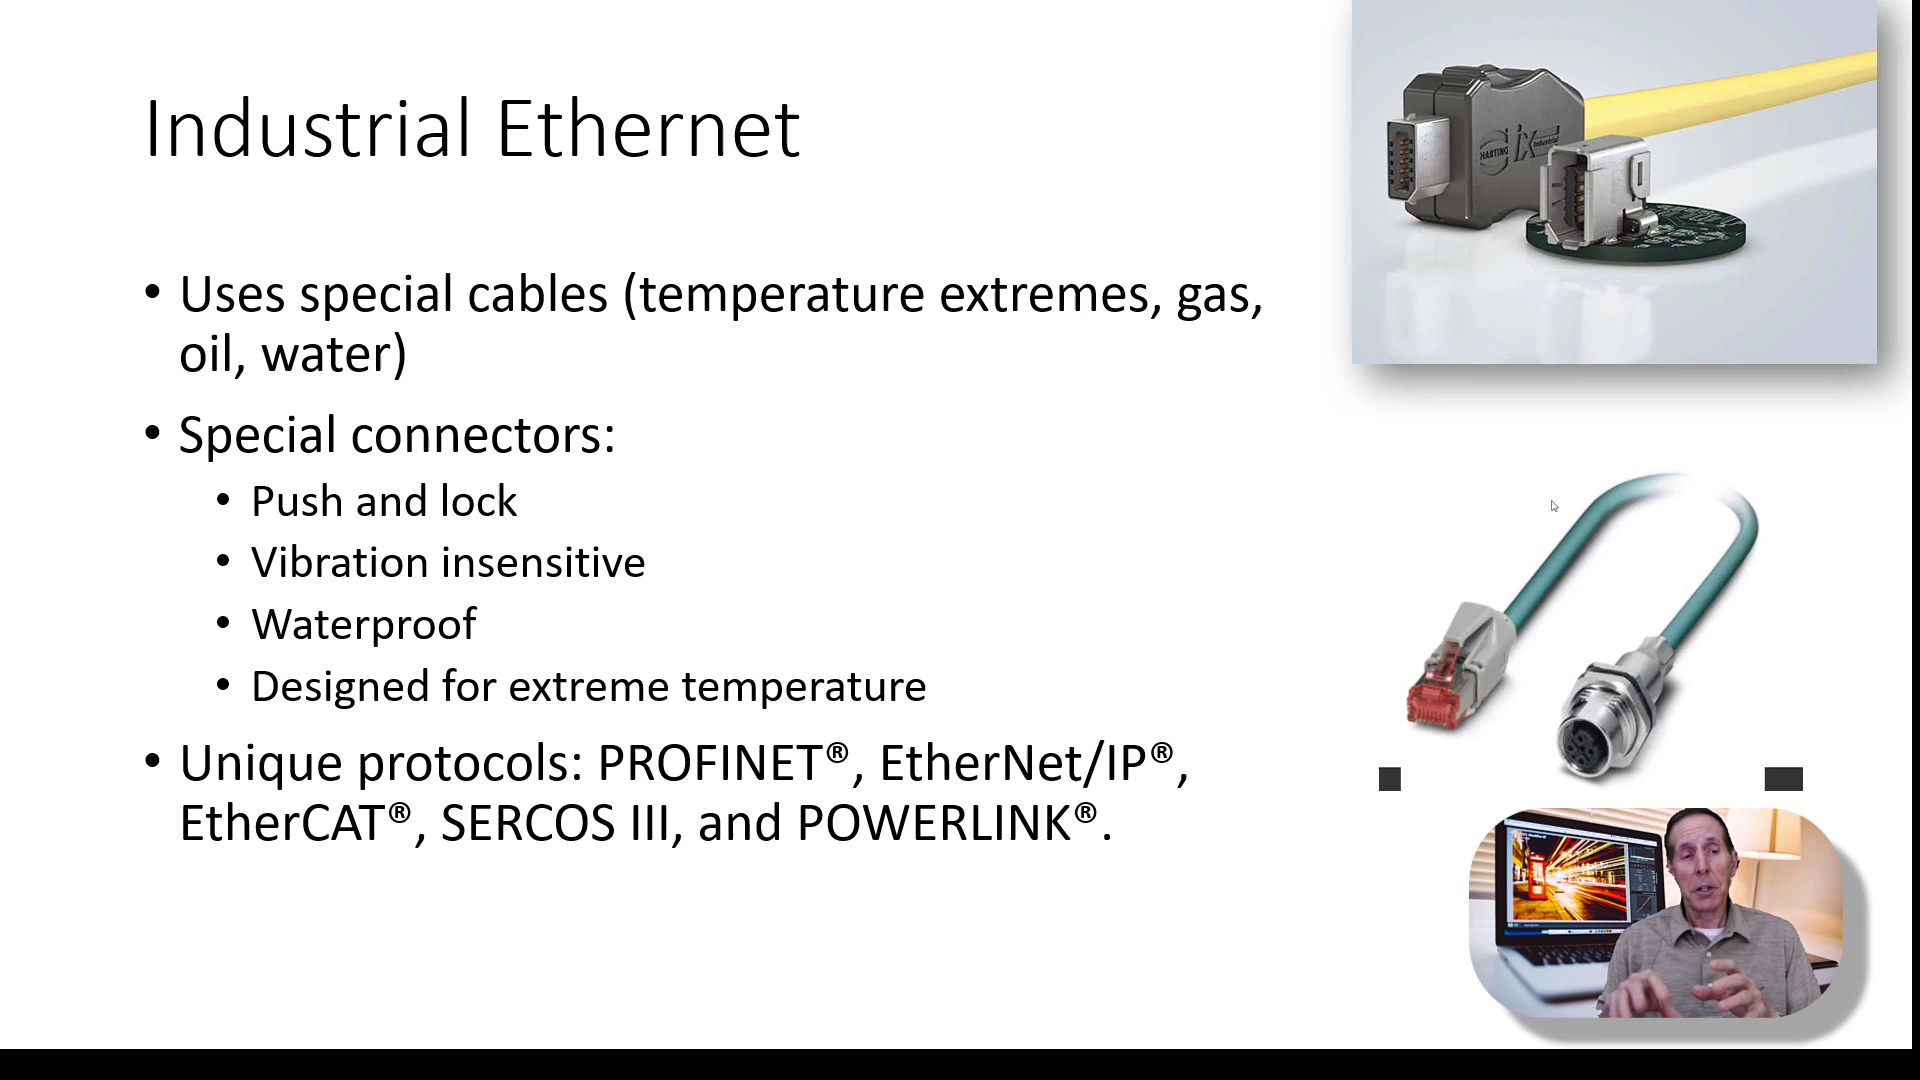 Industrial Ethernet
• Uses special cables (temperature extremes, gas,
oil, water)
• Special connectors:
• Push and lock
• Vibration insensitive
• Waterproof
• Designed for extreme temperature
• Unique protocols: PROFINET®, EtherNet/IP®,
EtherCAT®, SERCOS III, and POWERLINK®.
HARTING
ix Industrial